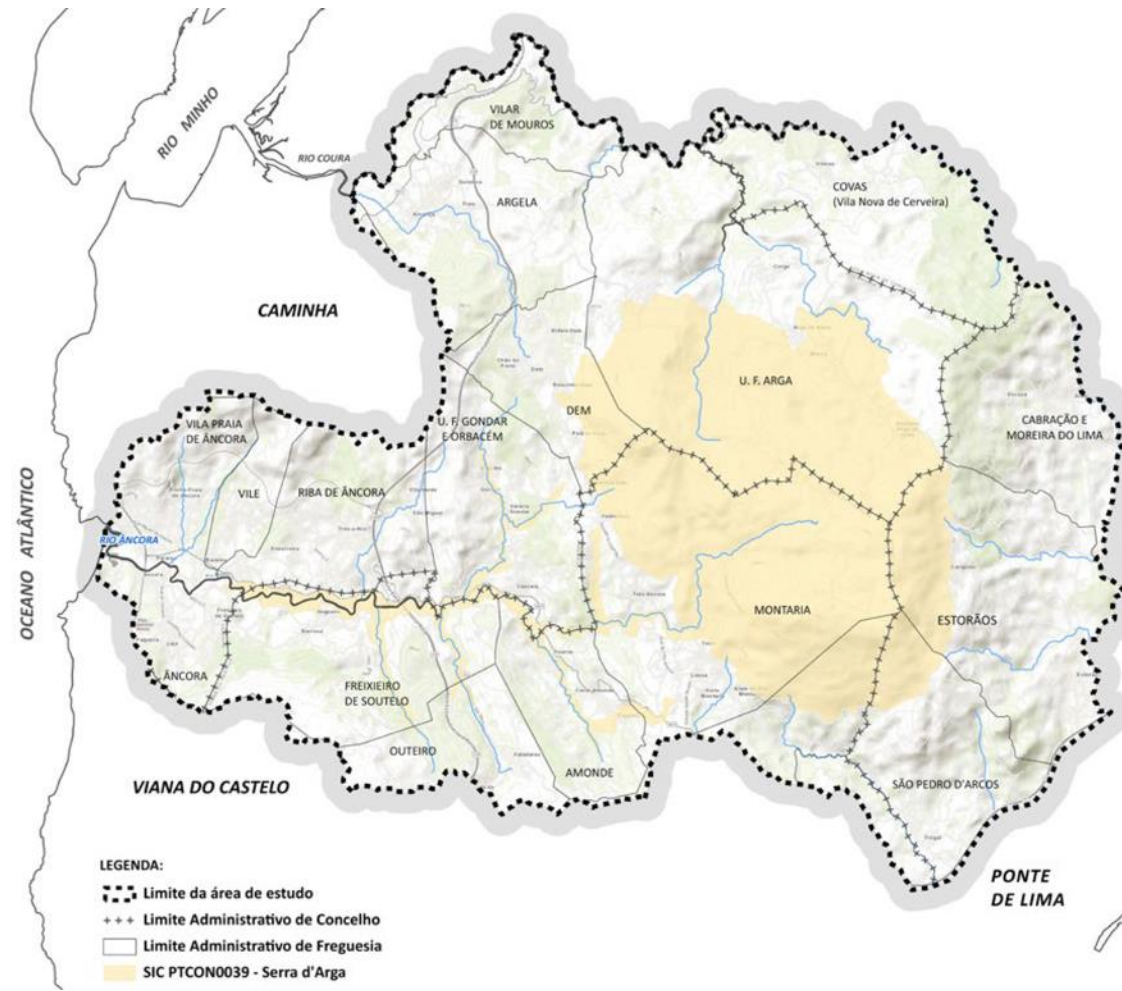 RIO MINHO
RIO COURA
VILAR
DE MOUROS
ARGELA
COVAS
(Vila Nova de Cerveira)
CAMINHA
U. F. ARGA
DEM
CABRAÇÃO E
MOREIRA DO LIMA
U. F. GONDAR
E ORBACÉM
VILA PRAIA
DE ÂNCORA
VILE
RIBA DE ÂNCORA
OCEANO ATLÂNTICO
RIO ÂNCORA
MONTARIA
ESTORÃOS
ÂNCORA
FREIXIEIRO
DE SOUTELO
OUTEIRO
AMONDE
SÃO PEDRO D'ARCOS
VIANA DO CASTELO
PONTE
DE LIMA
LEGENDA:
Limite da área de estudo
Limite Administrativo de Concelho
Limite Administrativo de Freguesia
SIC PTCON0039 - Serra d'Arga